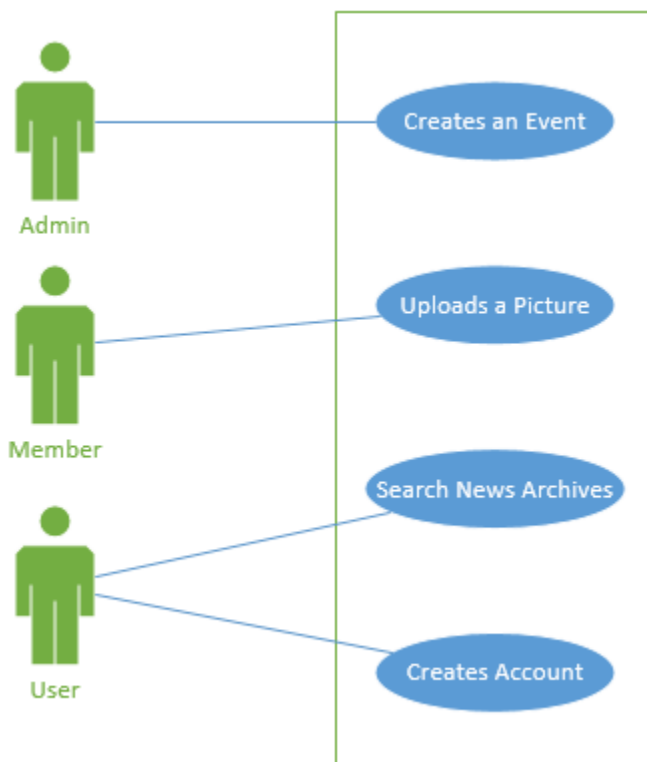 Creates an Event
Admin
Uploads a Picture
Member
Search News Archives
User
Creates Account